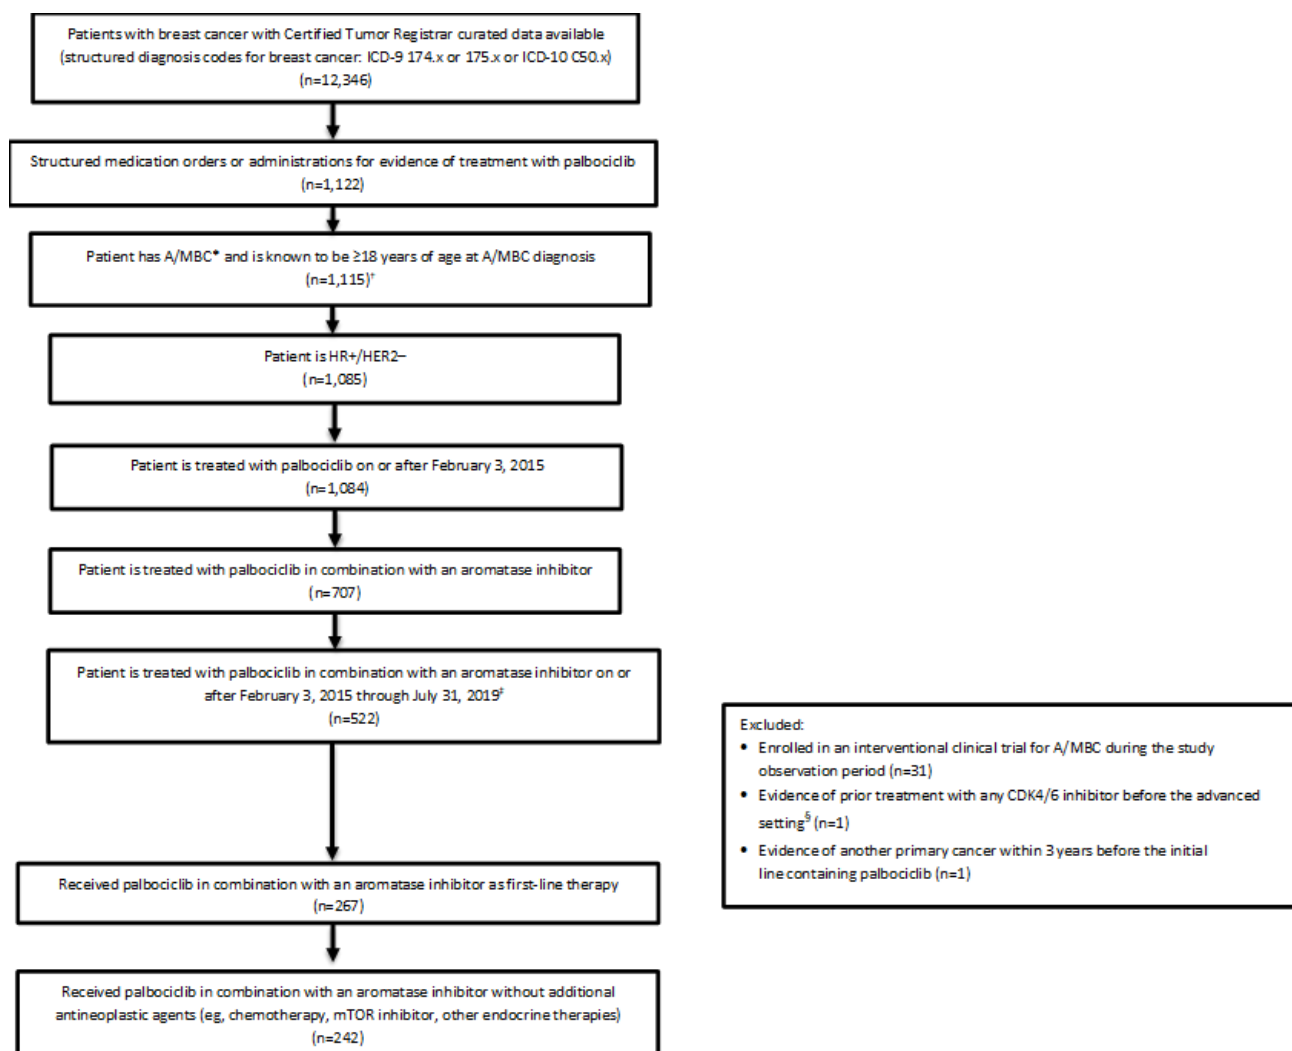 Patients with breast cancer with Certified Tumor Registrar curated data available
(structured diagnosis codes for breast cancer: ICD-9 174.x or 175.x or ICD-10 C50.x)
(n=12,346)
Structured medication orders or administrations for evidence of treatment with palbociclib
(n=1,122)
Patient has A/MBC* and is known to be ≥18 years of age at A/MBC diagnosis
(n=1,115)†
Patient is HR+/HER2–
(n=1,085)
Patient is treated with palbociclib on or after February 3, 2015
(n=1,084)
Patient is treated with palbociclib in combination with an aromatase inhibitor
(n=707)
Patient is treated with palbociclib in combination with an aromatase inhibitor on or
after February 3, 2015 through July 31, 2019‡
(n=522)
Excluded:
• Enrolled in an interventional clinical trial for A/MBC during the study
observation period (n=31)
• Evidence of prior treatment with any CDK4/6 inhibitor before the advanced
setting§ (n=1)
• Evidence of another primary cancer within 3 years before the initial
line containing palbociclib (n=1)
Received palbociclib in combination with an aromatase inhibitor as first-line therapy
(n=267)
Received palbociclib in combination with an aromatase inhibitor without additional
antineoplastic agents (eg, chemotherapy, mTOR inhibitor, other endocrine therapies)
(n=242)